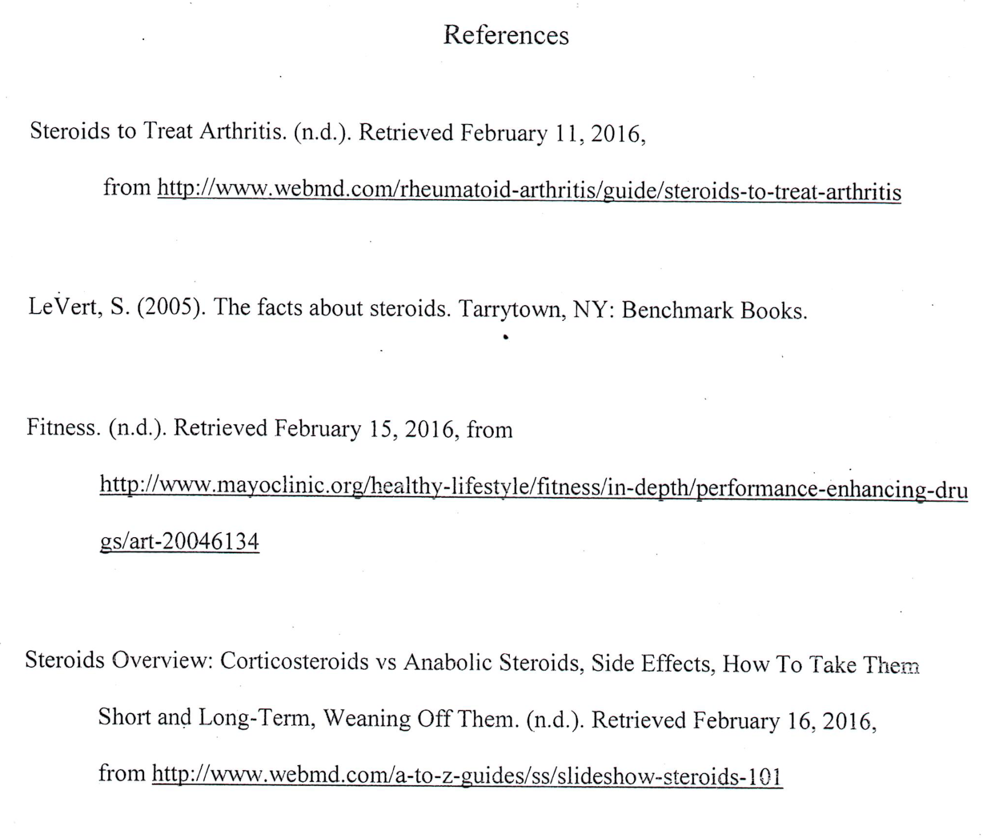 References
Steroids to Treat Arthritis. (n.d.). Retrieved February 11, 2016,
from http://www.webmd.com/rheumatoid-arthritis/guide/steroids-to-treat-arthritis
LeVert, S. (2005). The facts about steroids. Tarrytown, NY: Benchmark Books.
Fitness. (n.d.). Retrieved February 15, 2016, from
http://www.mayoclinic.org/healthy-lifestyle/fitness/in-depth/performance-enhancing-dru
gs/art-20046134
Steroids Overview: Corticosteroids vs Anabolic Steroids, Side Effects, How To Take Them
Short and Long-Term, Weaning Off Them. (n.d.). Retrieved February 16, 2016,
from http://www.webmd.com/a-to-z-guides/ss/slideshow-steroids-101